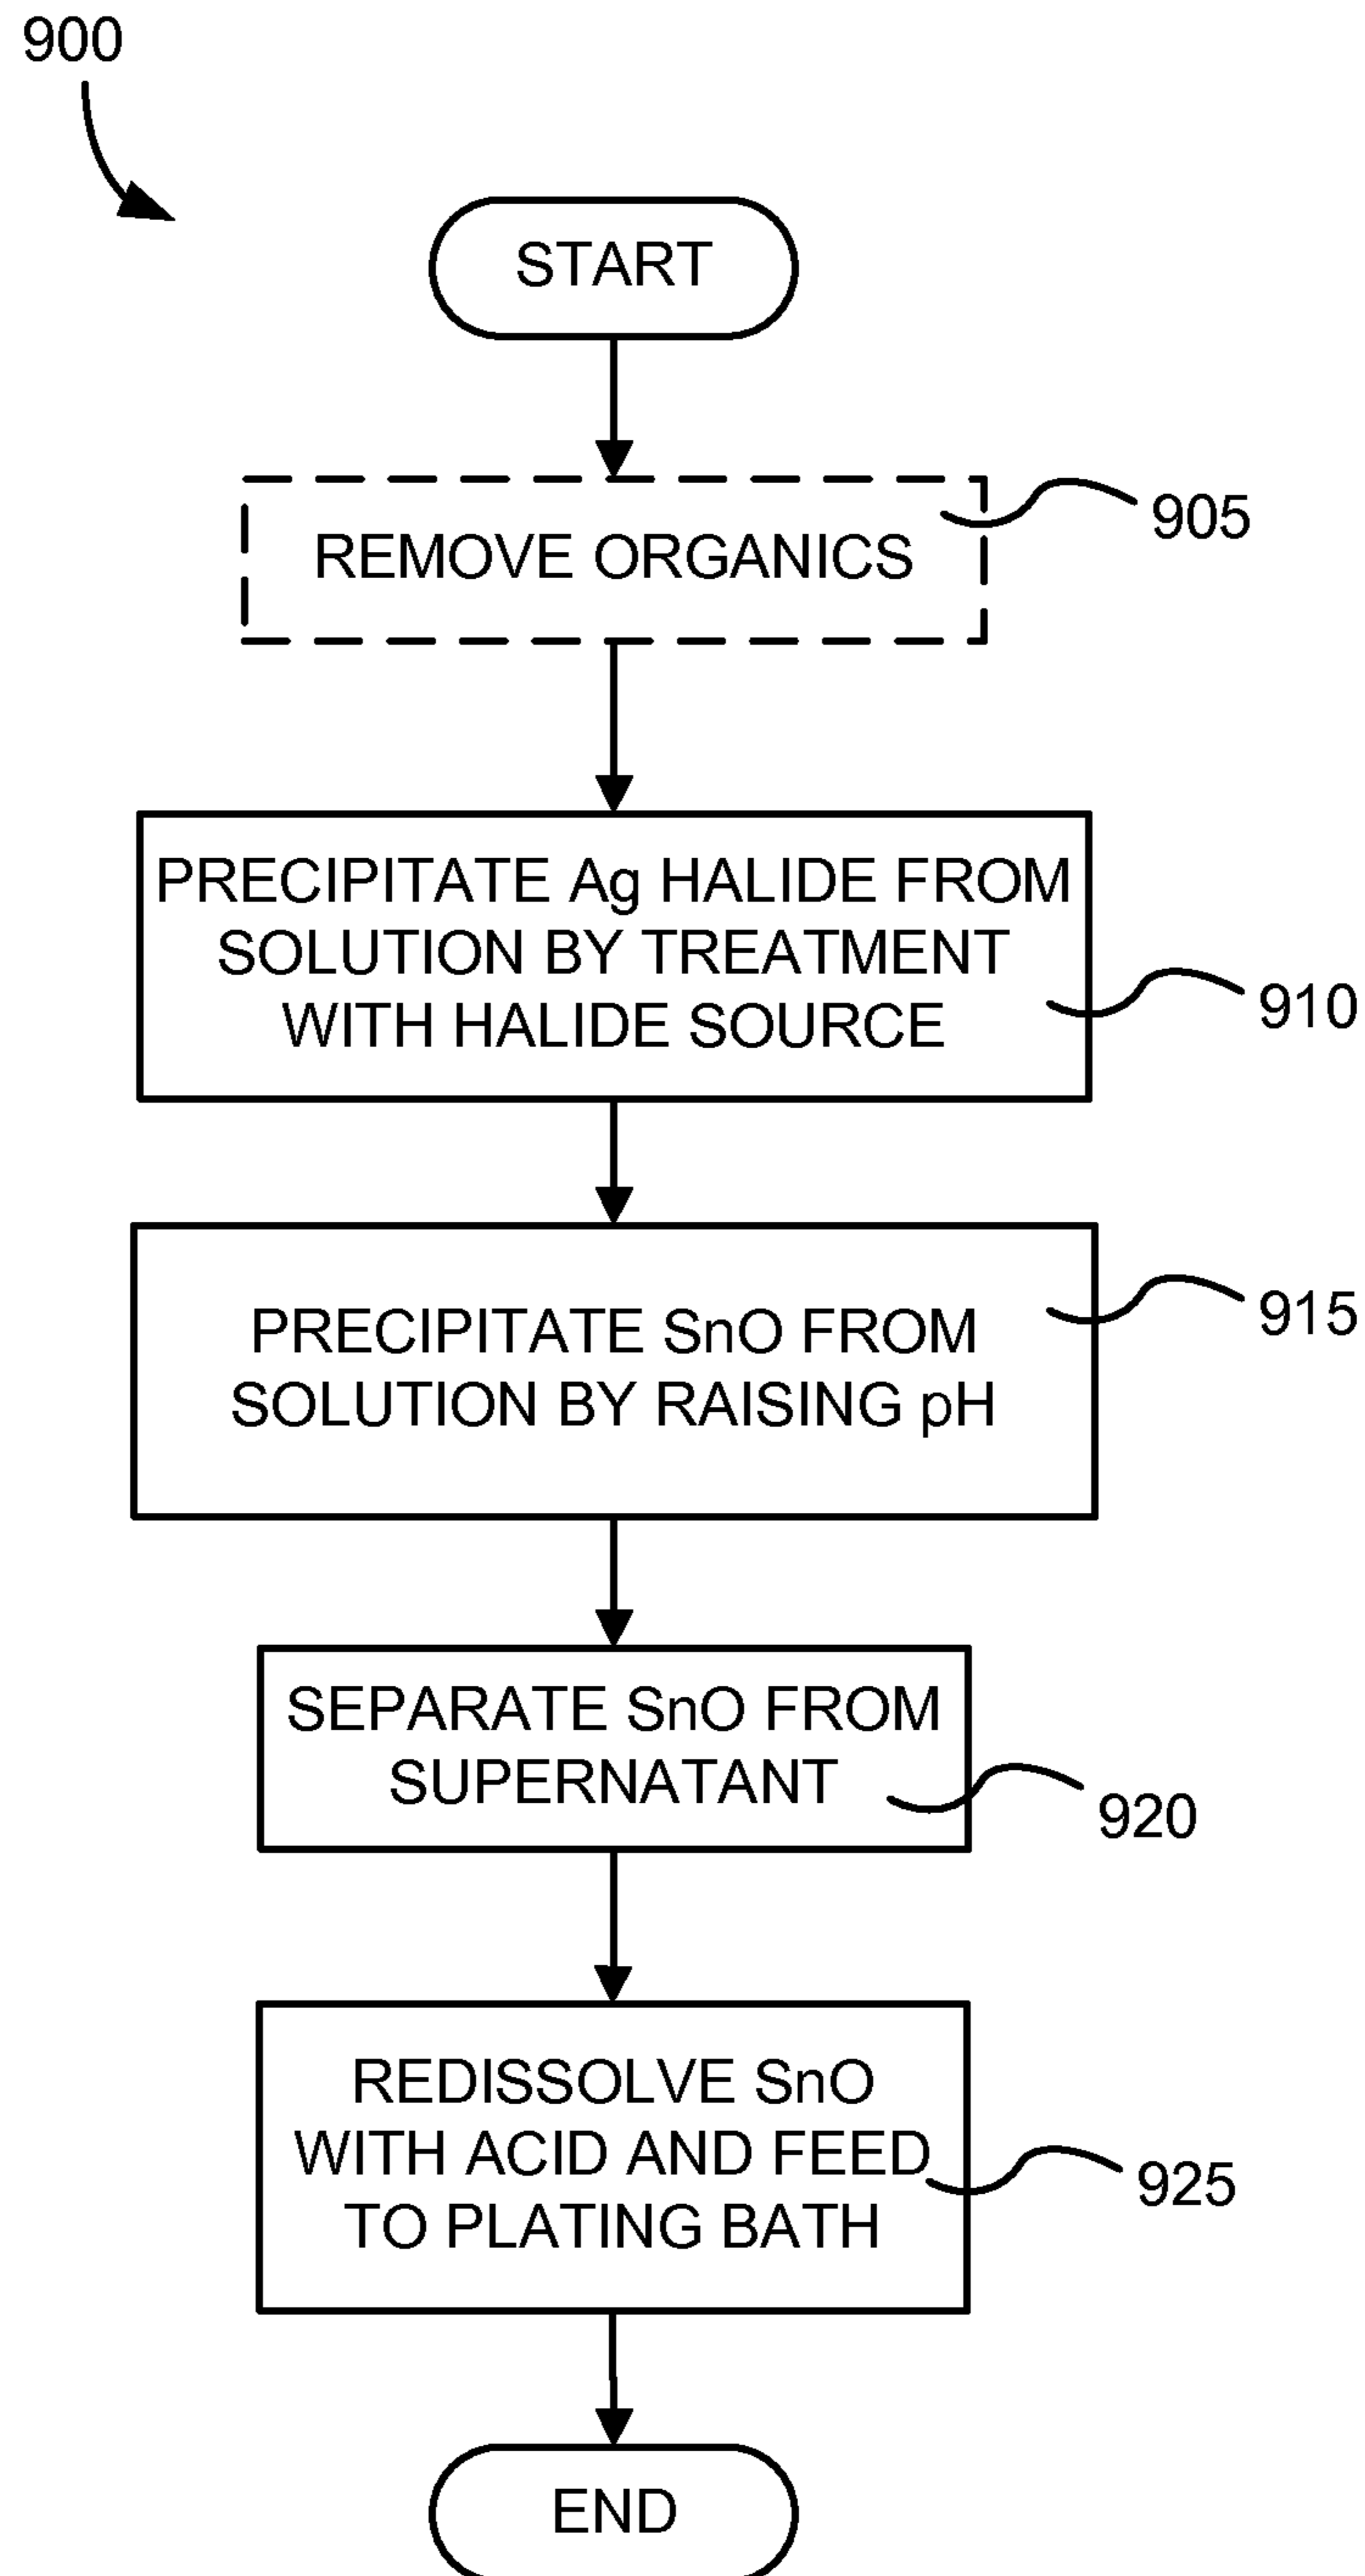 900
START
REMOVE ORGANICS
905
PRECIPITATE Ag HALIDE FROM
SOLUTION BY TREATMENT
WITH HALIDE SOURCE
910
PRECIPITATE SnO FROM
SOLUTION BY RAISING pH
915
SEPARATE SnO FROM
SUPERNATANT
920
REDISSOLVE SnO
WITH ACID AND FEED
TO PLATING BATH
925
END